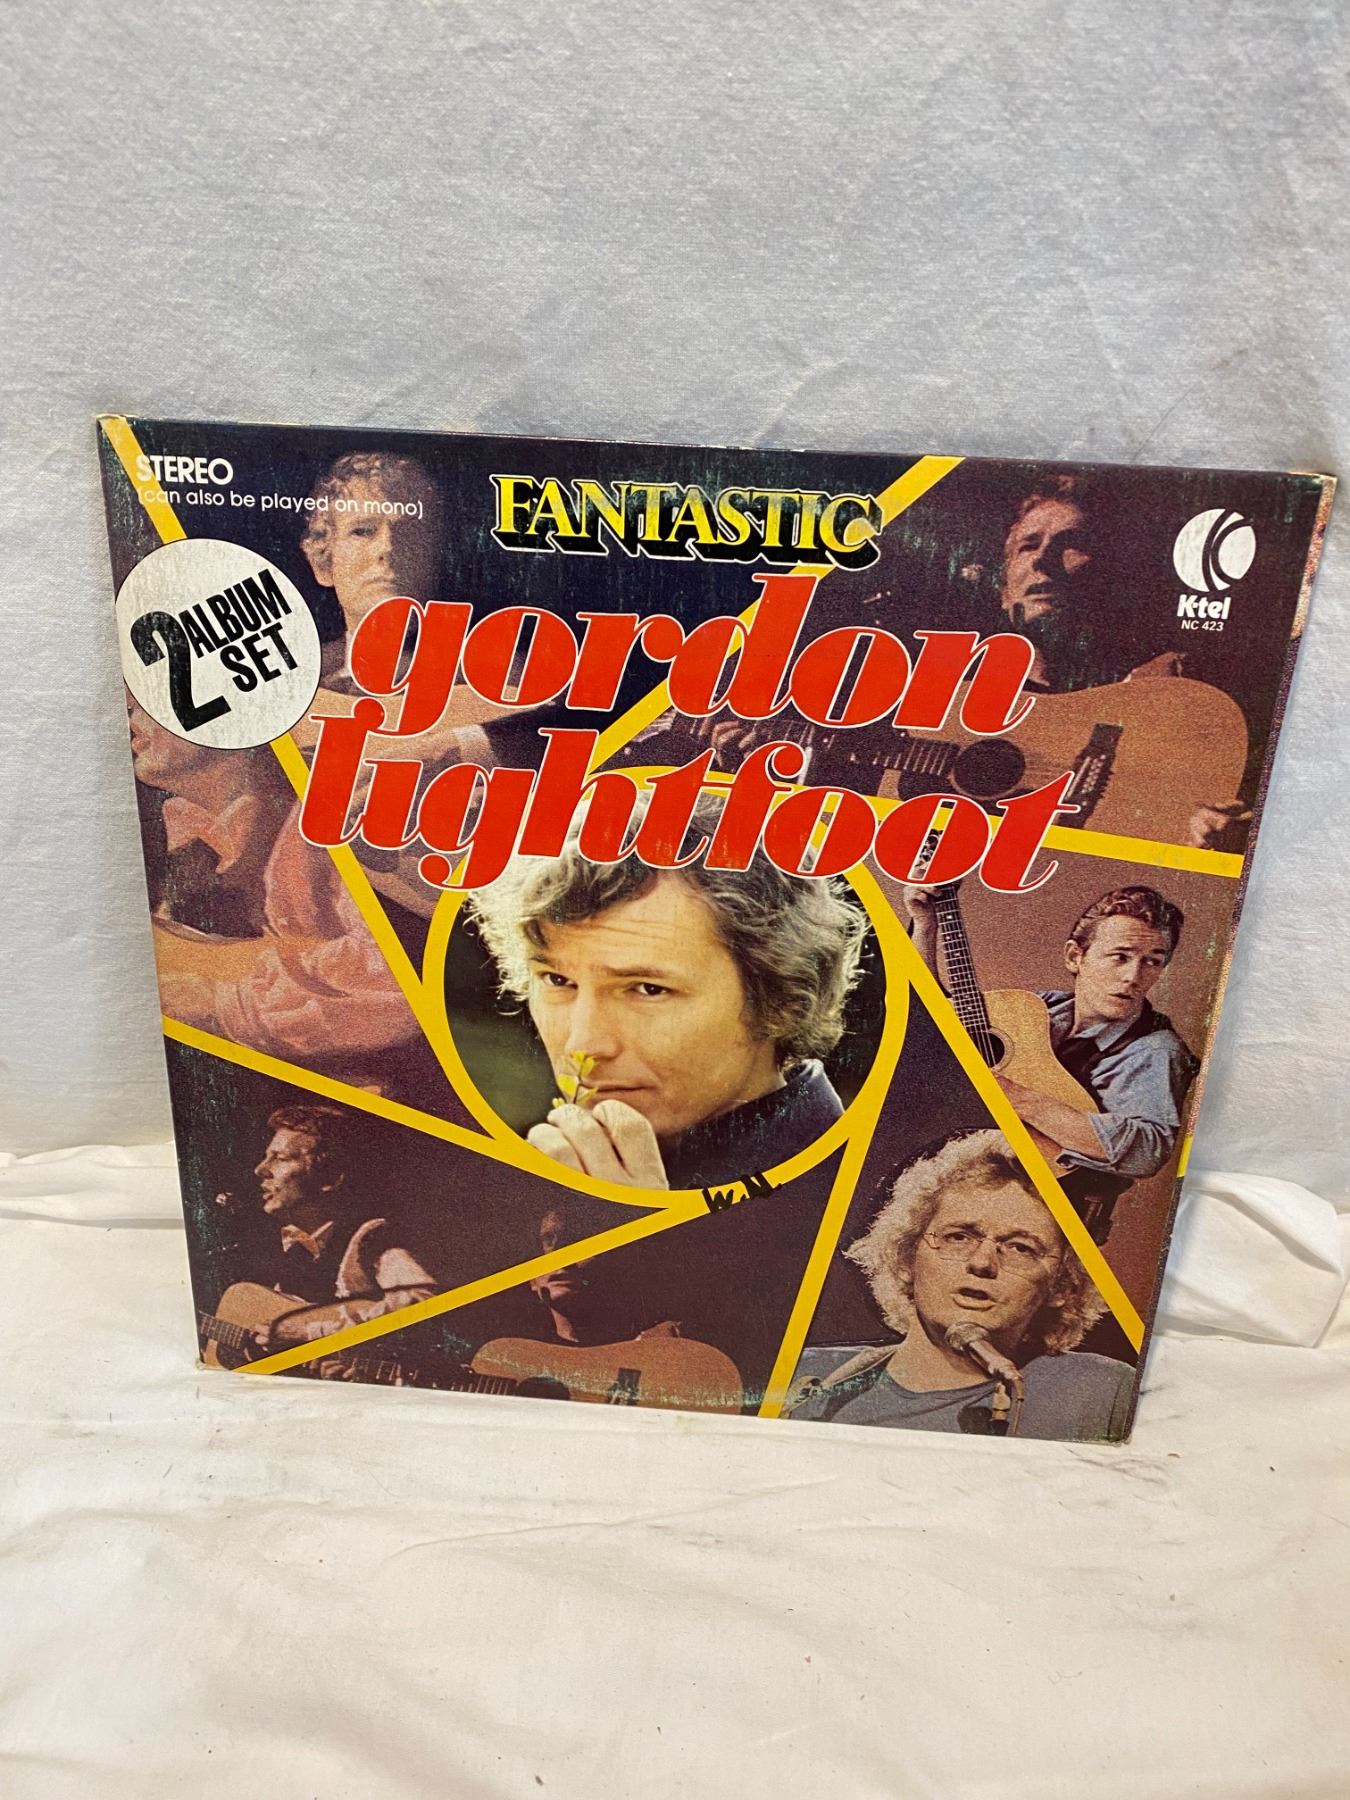 STEREO
(can also be played on mono)
FANTASTIC
K-tel
NC 423
2 ALBUM
SET
gordon
lightfoot
W.N.